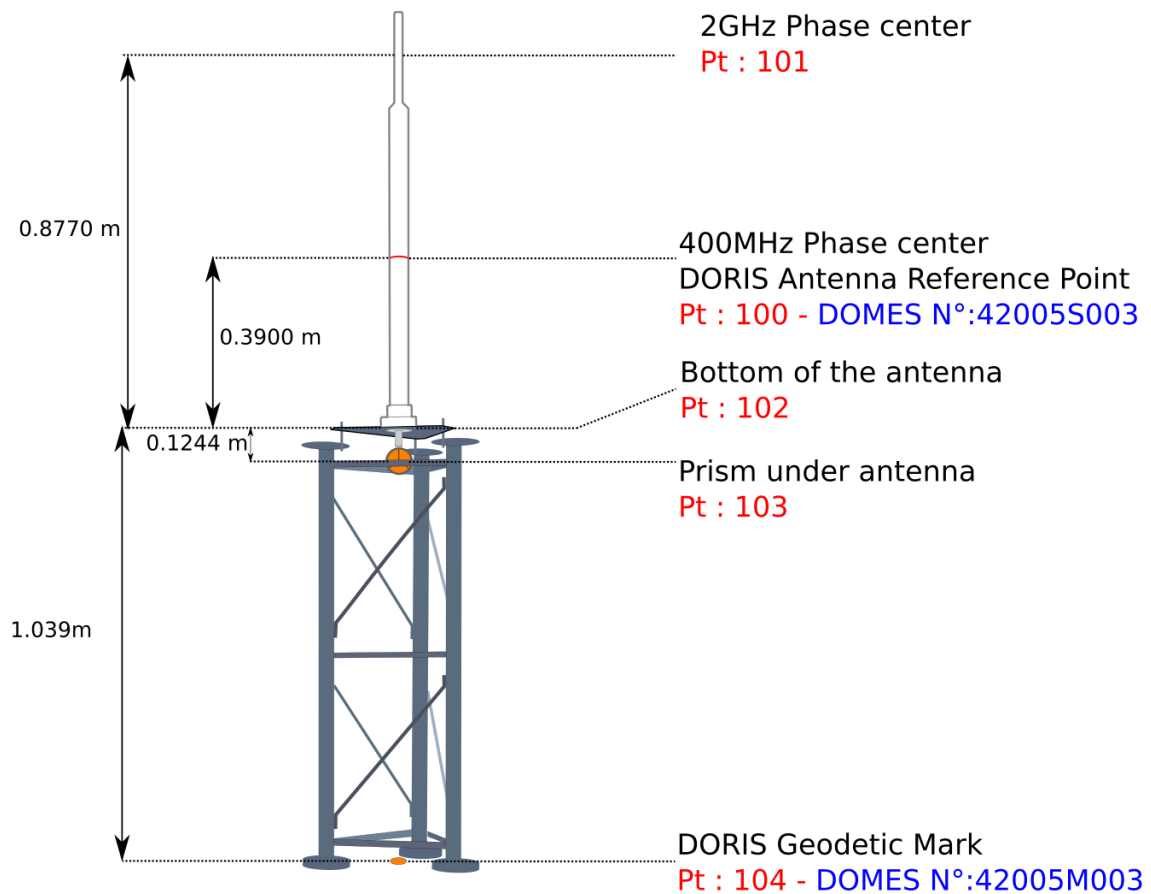 2GHz Phase center
Pt : 101
0.8770 m
400MHz Phase center
DORIS Antenna Reference Point
Pt : 100 - DOMES N°:42005S003
0.3900 m
Bottom of the antenna
Pt : 102
0.1244 m
Prism under antenna
Pt : 103
1.039m
DORIS Geodetic Mark
Pt : 104 - DOMES N°:42005M003